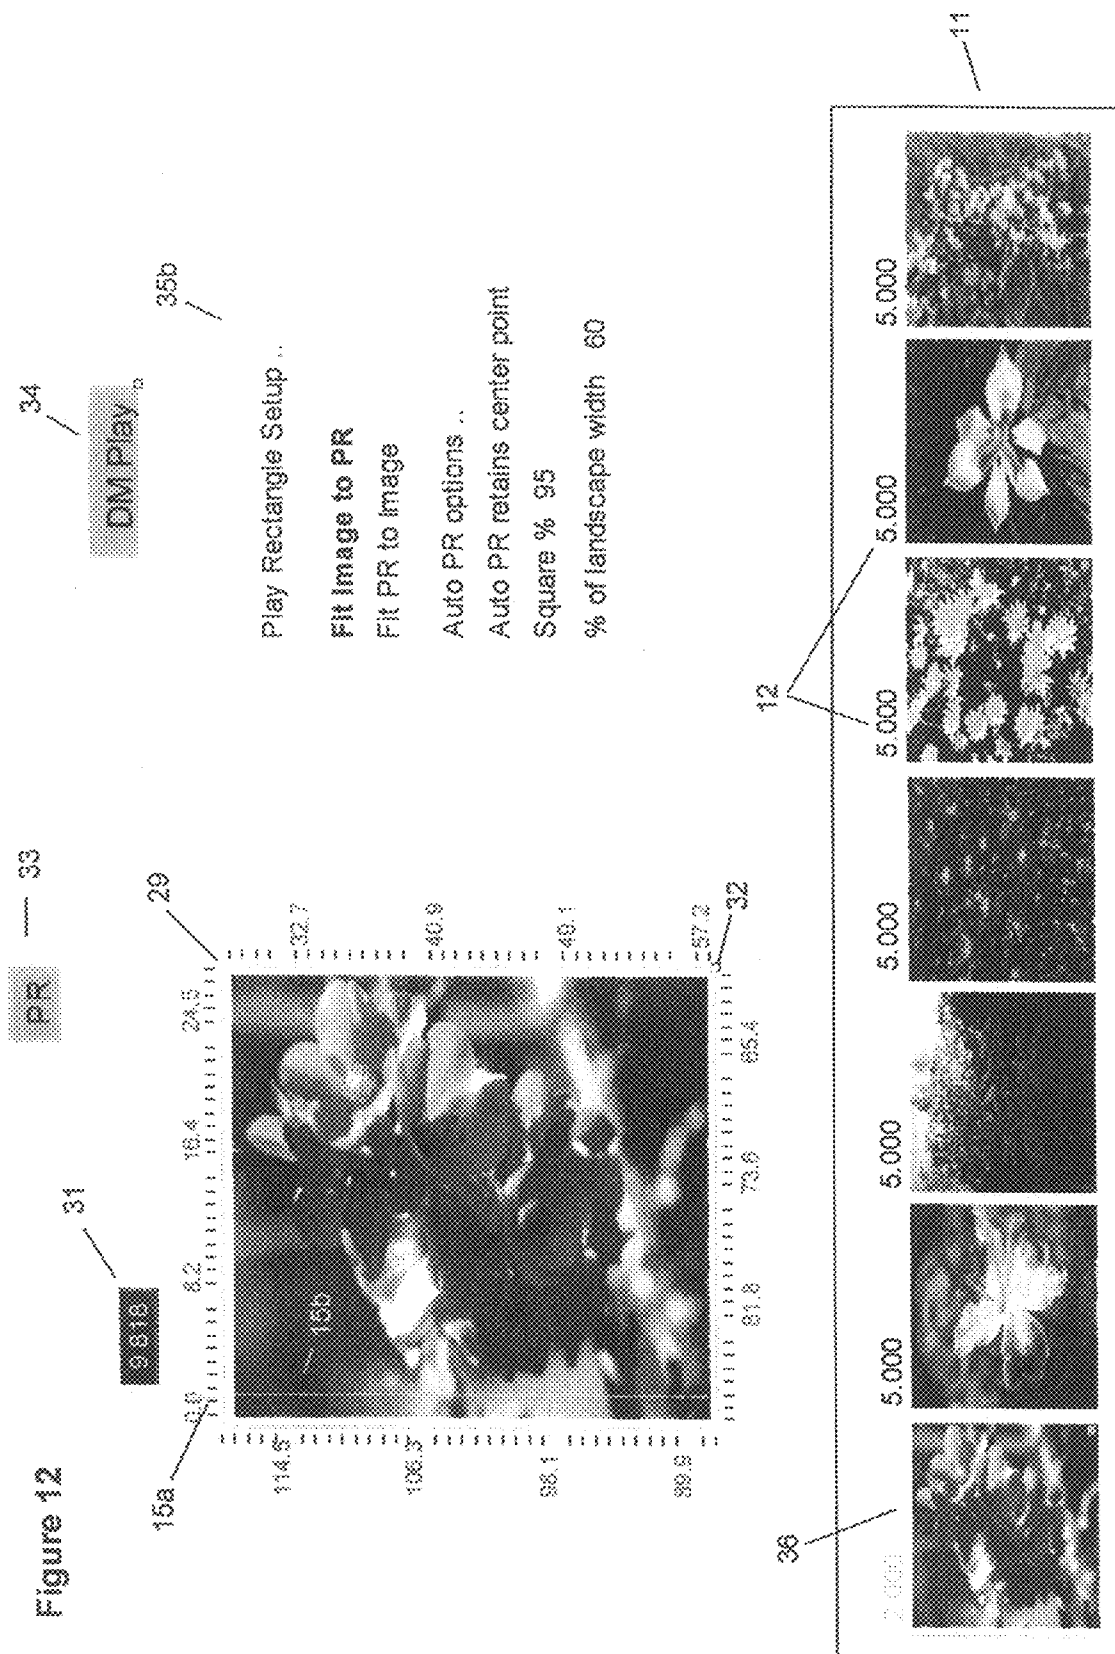 Figure 12
PR
33
34
DM Play
31
9 818
29
35b
15a
0.0 8.2 16.4 24.5
15b
32.7
40.9
49.1
57.2
32
114.5
106.3
98.1
89.9
81.8 73.6 65.4
Play Rectangle Setup ..
Fit Image to PR
Fit PR to Image
Auto PR options ..
Auto PR retains center point
Square % 95
% of landscape width 60
36
12
11
2.000
5.000
5.000
5.000
5.000
5.000
5.000